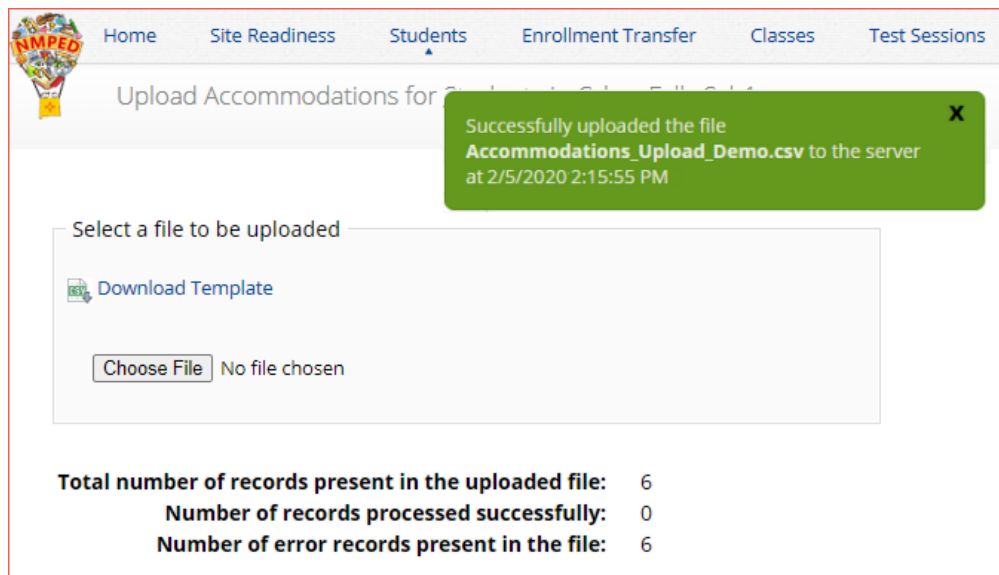 NMPED
Home Site Readiness Students Enrollment Transfer Classes Test Sessions
Upload Accommodations for
Successfully uploaded the file
Accommodations_Upload_Demo.csv to the server
at 2/5/2020 2:15:55 PM
X
Select a file to be uploaded
CSV Download Template
Choose File No file chosen
Total number of records present in the uploaded file: 6
Number of records processed successfully: 0
Number of error records present in the file: 6